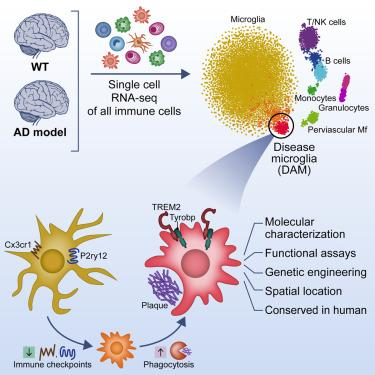 WT
AD model
Single cell
RNA-seq
of all immune cells
Microglia
T/NK cells
B cells
Monocytes
Granulocytes
Perviascular Mf
Disease
microglia
(DAM)
TREM2
Tyrobp
Cx3cr1
P2ry12
Plaque
Molecular
characterization
Functional assays
Genetic engineering
Spatial location
Conserved in human
Immune checkpoints
Phagocytosis